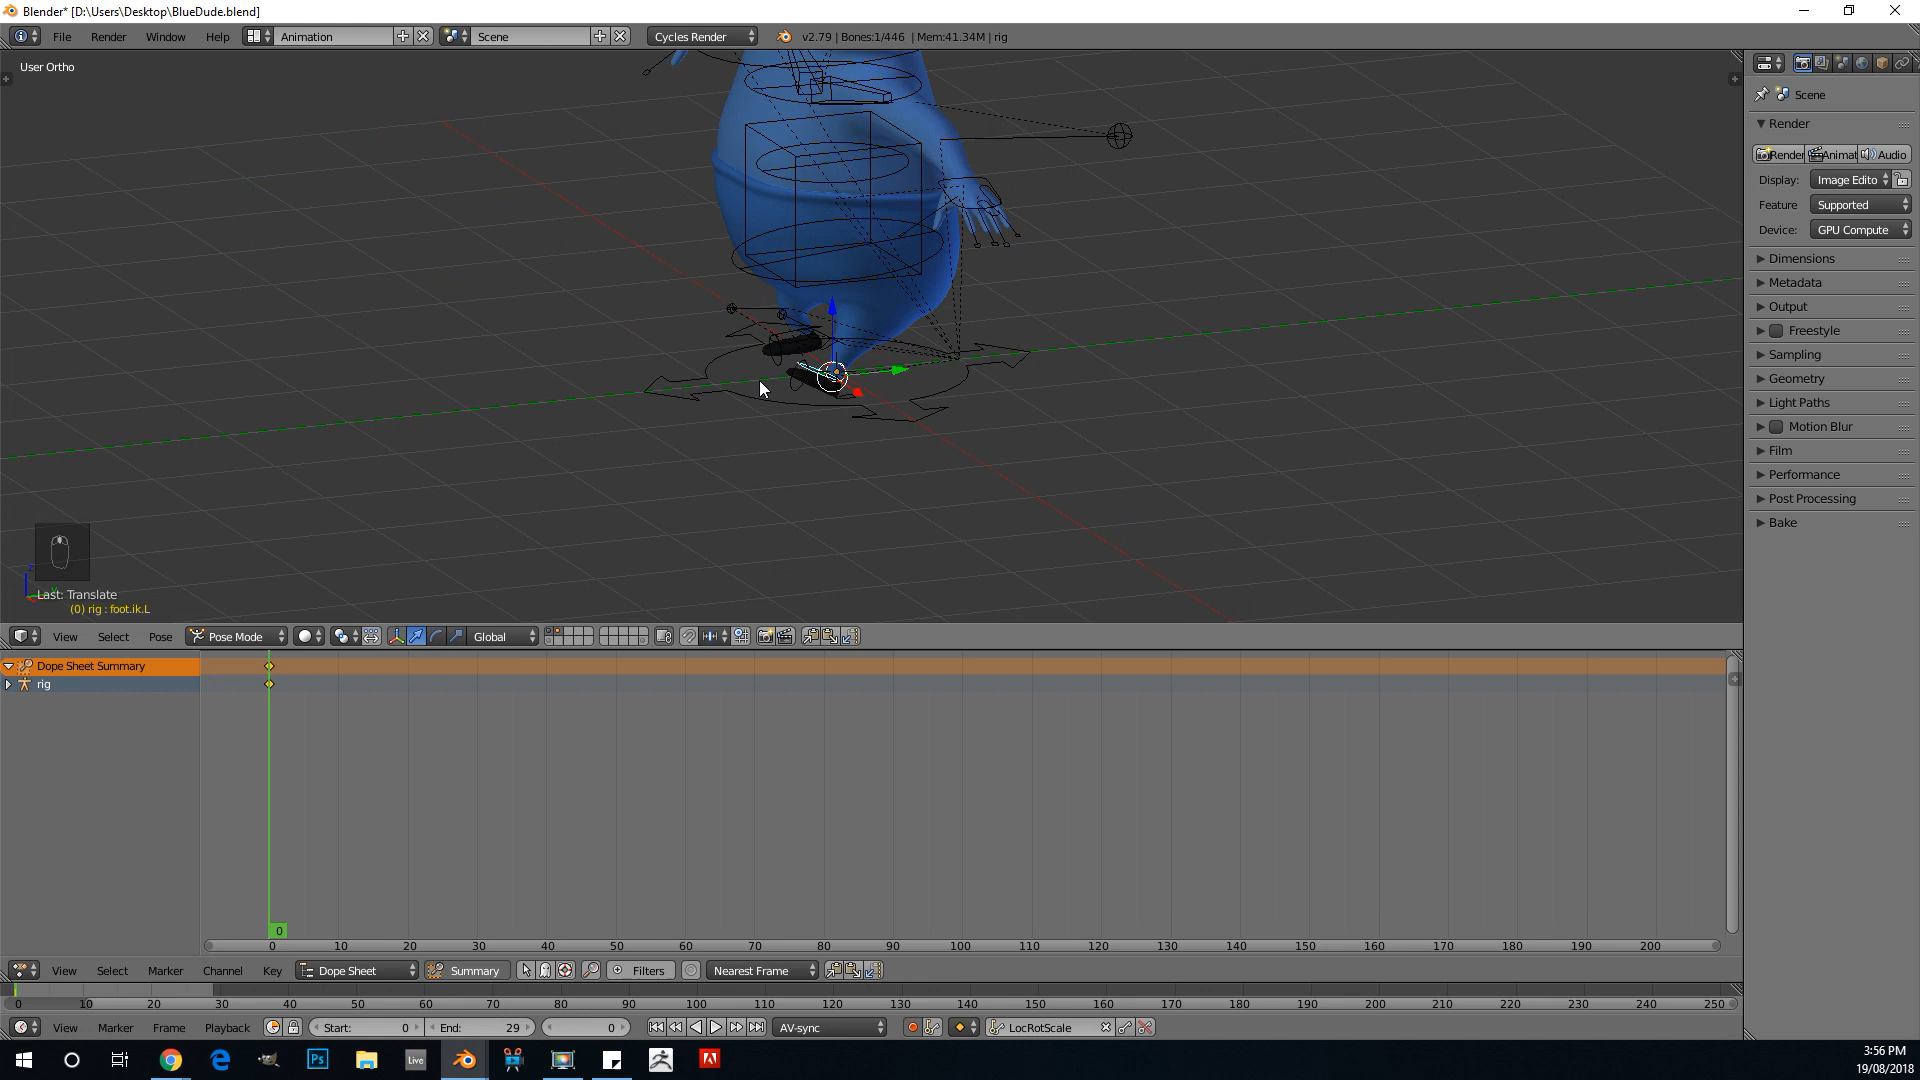 Blender* [D:\Users\Desktop\BlueDude.blend]
File Render Window Help Animation Scene Cycles Render v2.79 | Bones:1/446 | Mem:41.34M | rig
User Ortho
Scene
Render
Render Animat Audio
Display: Image Edito
Feature Supported
Device: GPU Compute
Dimensions
Metadata
Output
Freestyle
Sampling
Geometry
Light Paths
Motion Blur
Film
Performance
Post Processing
Bake
Last: Translate
(0) rig : foot.ik.L
View Select Pose Pose Mode Global
Dope Sheet Summary
rig
0
0 10 20 30 40 50 60 70 80 90 100 110 120 130 140 150 160 170 180 190 200
View Select Marker Channel Key Dope Sheet Summary Filters Nearest Frame
0 10 20 30 40 50 60 70 80 90 100 110 120 130 140 150 160 170 180 190 200 210 220 230 240 250
View Marker Frame Playback Start: 0 End: 29 0 AV-sync LocRotScale
Ps Live
3:56 PM
19/08/2018